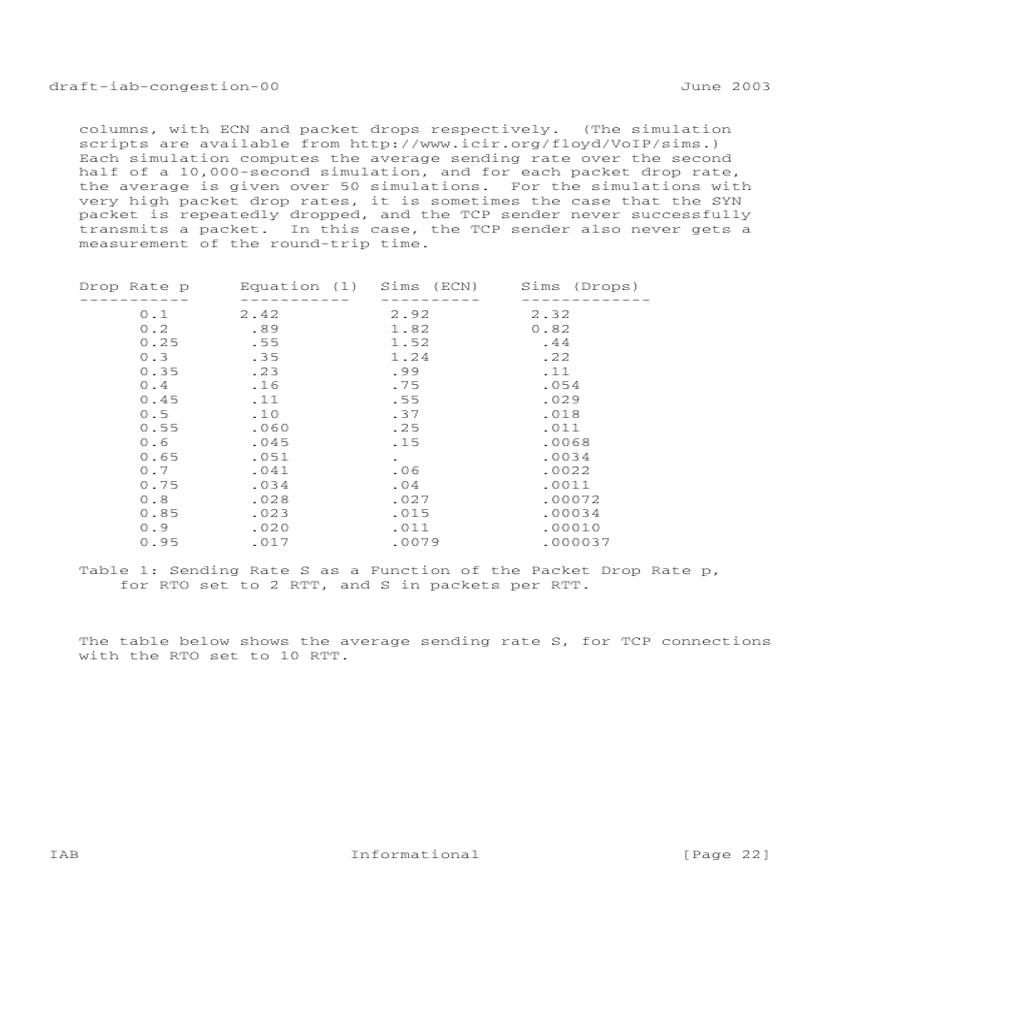 draft-iab-congestion-00 June 2003
columns, with ECN and packet drops respectively. (The simulation
scripts are available from http://www.icir.org/floyd/VoIP/sims.)
Each simulation computes the average sending rate over the second
half of a 10,000-second simulation, and for each packet drop rate,
the average is given over 50 simulations. For the simulations with
very high packet drop rates, it is sometimes the case that the SYN
packet is repeatedly dropped, and the TCP sender never successfully
transmits a packet. In this case, the TCP sender also never gets a
measurement of the round-trip time.
Drop Rate p Equation (1) Sims (ECN) Sims (Drops)
----------- ----------- ---------- -------------
0.1 2.42 2.92 2.32
0.2 .89 1.82 0.82
0.25 .55 1.52 .44
0.3 .35 1.24 .22
0.35 .23 .99 .11
0.4 .16 .75 .054
0.45 .11 .55 .029
0.5 .10 .37 .018
0.55 .060 .25 .011
0.6 .045 .15 .0068
0.65 .051 . .0034
0.7 .041 .06 .0022
0.75 .034 .04 .0011
0.8 .028 .027 .00072
0.85 .023 .015 .00034
0.9 .020 .011 .00010
0.95 .017 .0079 .000037
Table 1: Sending Rate S as a Function of the Packet Drop Rate p,
for RTO set to 2 RTT, and S in packets per RTT.
The table below shows the average sending rate S, for TCP connections
with the RTO set to 10 RTT.
IAB Informational [Page 22]